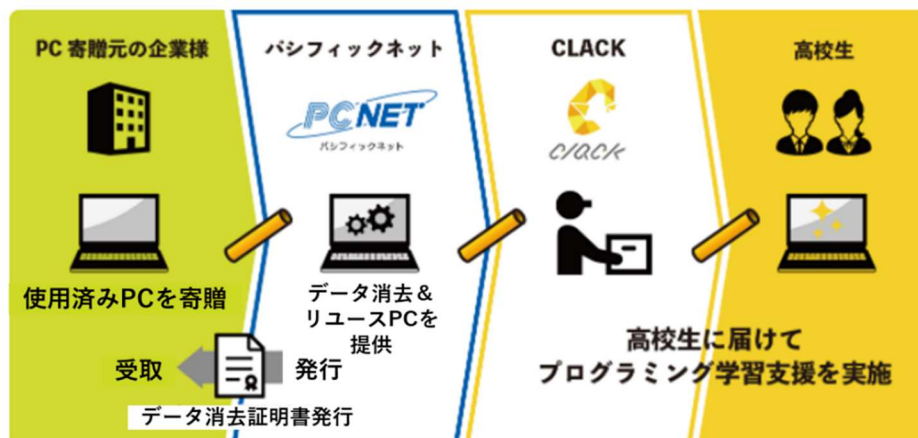 PC 寄贈元の企業様
パシフィックネット
CLACK
高校生
PC NET
パシフィックネット
clack
使用済みPCを寄贈
データ消去＆
リユースPCを
提供
高校生に届けて
プログラミング学習支援を実施
受取
発行
データ消去証明書発行